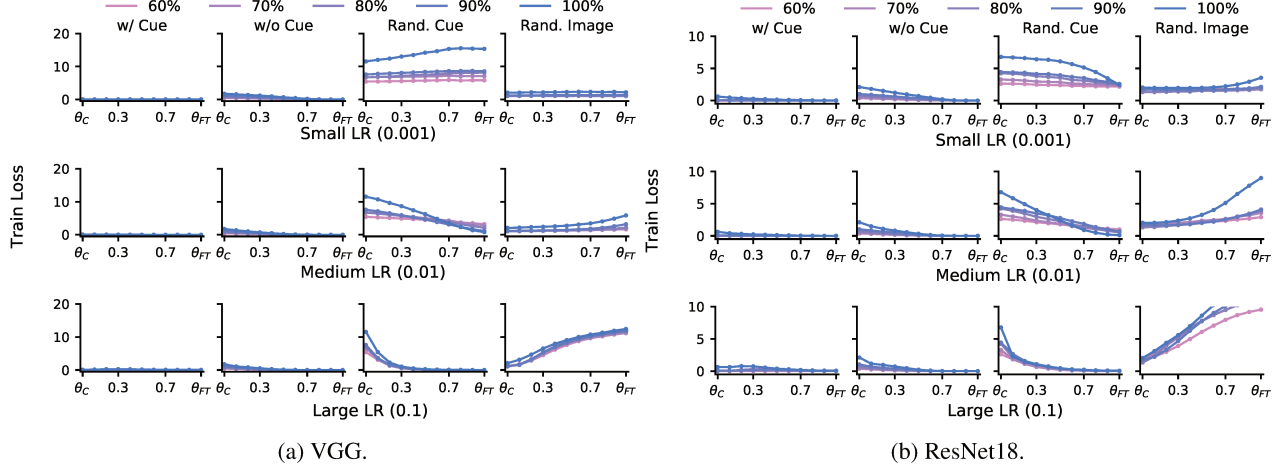 60% 70% 80% 90% 100%
w/ Cue w/o Cue Rand. Cue Rand. Image
20
10
0
θC 0.3 0.7 θFT θC 0.3 0.7 θFT θC 0.3 0.7 θFT θC 0.3 0.7 θFT
Small LR (0.001)
20
10
0
θC 0.3 0.7 θFT θC 0.3 0.7 θFT θC 0.3 0.7 θFT θC 0.3 0.7 θFT
Medium LR (0.01)
20
10
0
θC 0.3 0.7 θFT θC 0.3 0.7 θFT θC 0.3 0.7 θFT θC 0.3 0.7 θFT
Large LR (0.1)
Train Loss
(a) VGG.
60% 70% 80% 90% 100%
w/ Cue w/o Cue Rand. Cue Rand. Image
10
5
0
θC 0.3 0.7 θFT θC 0.3 0.7 θFT θC 0.3 0.7 θFT θC 0.3 0.7 θFT
Small LR (0.001)
10
5
0
θC 0.3 0.7 θFT θC 0.3 0.7 θFT θC 0.3 0.7 θFT θC 0.3 0.7 θFT
Medium LR (0.01)
10
5
0
θC 0.3 0.7 θFT θC 0.3 0.7 θFT θC 0.3 0.7 θFT θC 0.3 0.7 θFT
Large LR (0.1)
Train Loss
(b) ResNet18.